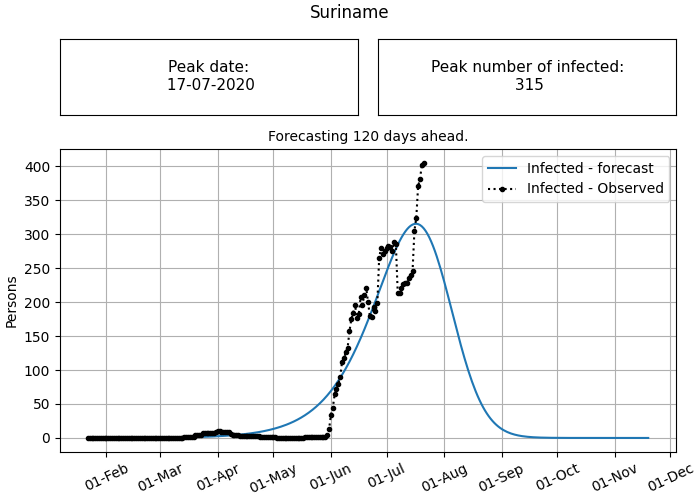 Suriname
Peak date:
17-07-2020
Peak number of infected:
315
Forecasting 120 days ahead.
Infected - forecast
Infected - Observed
Persons
400
350
300
250
200
150
100
50
0
01-Feb
01-Mar
01-Apr
01-May
01-Jun
01-Jul
01-Aug
01-Sep
01-Oct
01-Nov
01-Dec